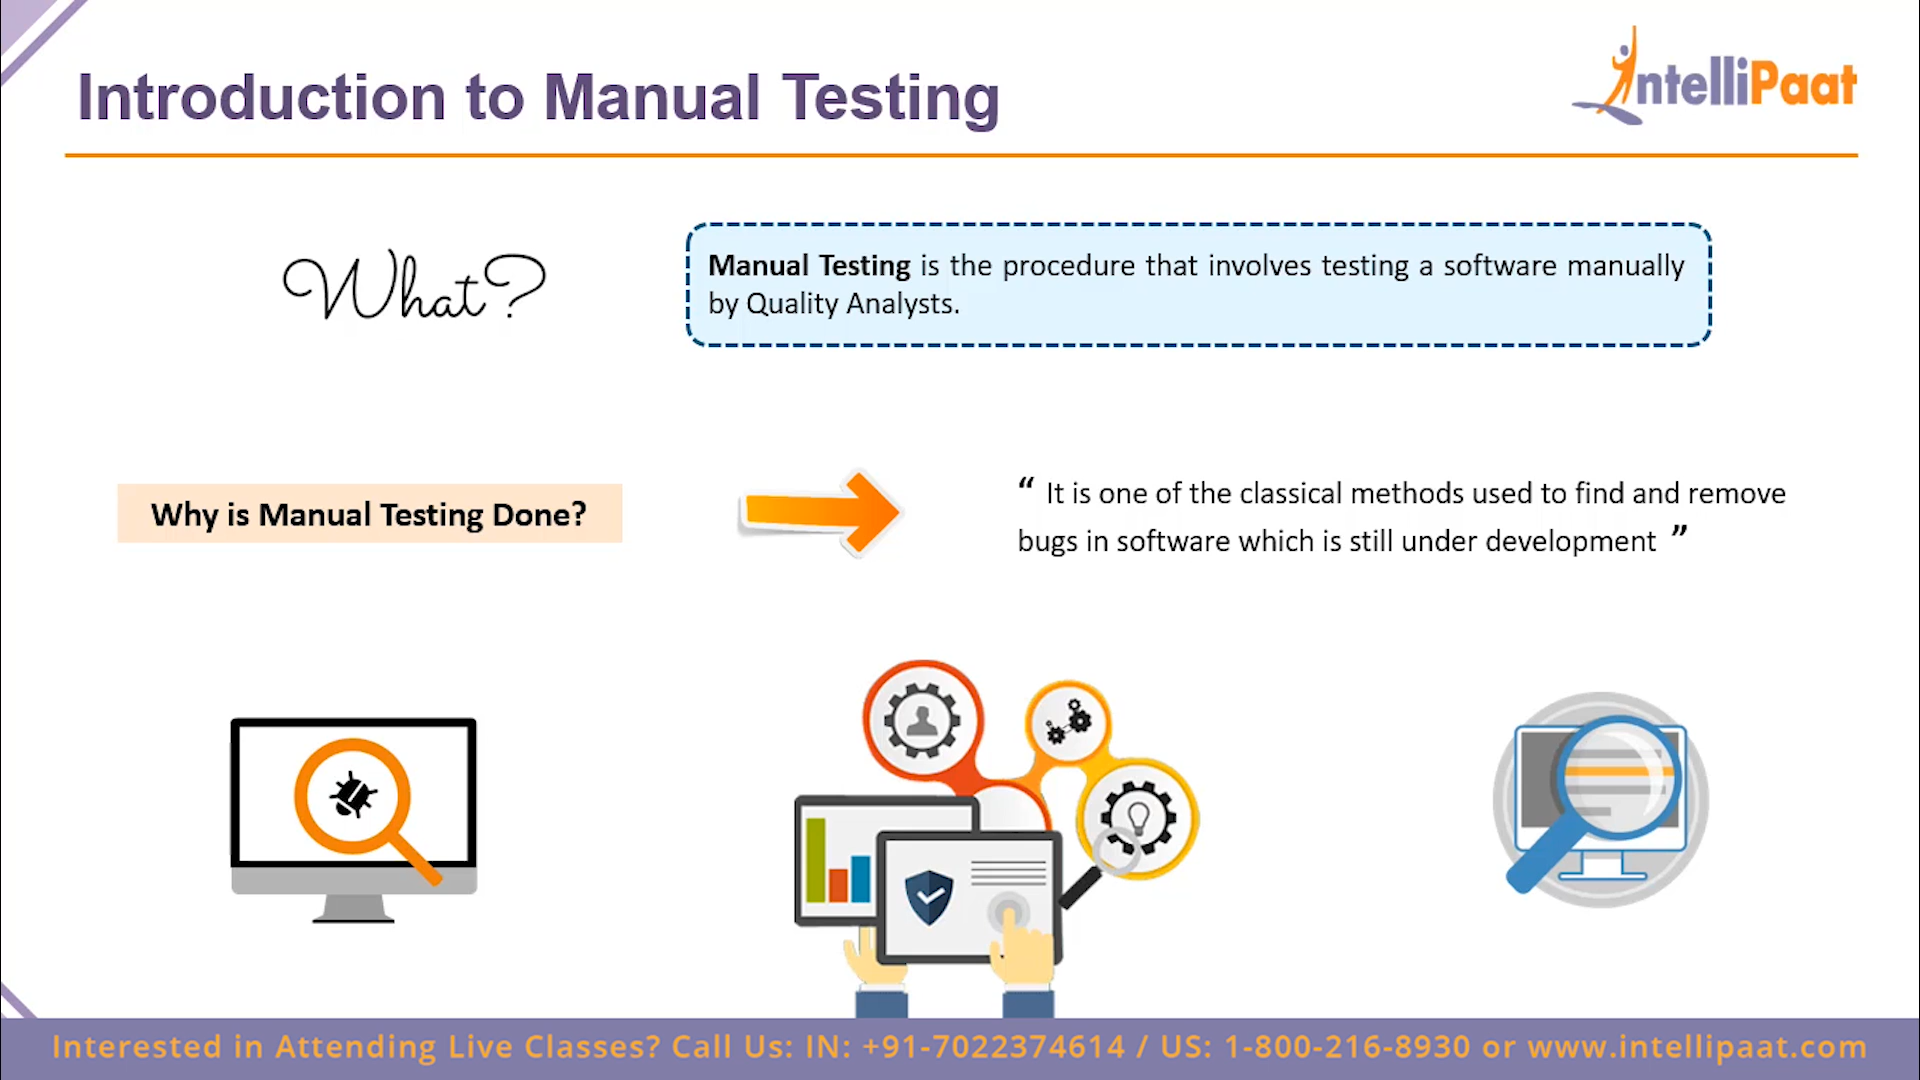 Introduction to Manual Testing
IntelliPaat
What?
Manual Testing is the procedure that involves testing a software manually
by Quality Analysts.
Why is Manual Testing Done?
“ It is one of the classical methods used to find and remove
bugs in software which is still under development ”
Interested in Attending Live Classes? Call Us: IN: +91-7022374614 / US: 1-800-216-8930 or www.intellipaat.com